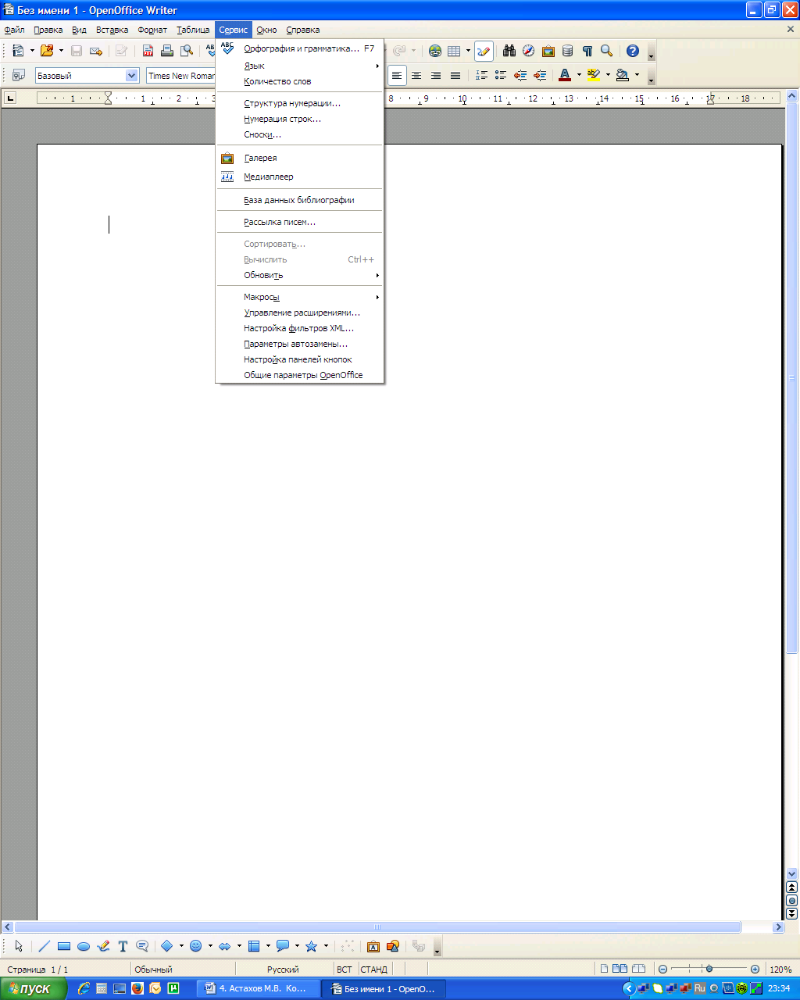 Без имени 1 - OpenOffice Writer
Файл Правка Вид Вставка Формат Таблица Сервис Окно Справка
Базовый Times New Roman
Орфография и грамматика... F7
Язык
Количество слов
Структура нумерации...
Нумерация строк...
Сноски...
Галерея
Медиаплеер
База данных библиографии
Рассылка писем...
Сортировать...
Вычислить Ctrl++
Обновить
Макросы
Управление расширениями...
Настройка фильтров XML...
Параметры автозамены...
Настройка панелей кнопок
Общие параметры OpenOffice
1 1 2 3 8 9 10 11 12 13 14 15 16 17 18
Страница 1 / 1 Обычный Русский ВСТ СТАНД 120%
пуск 4. Астахов М.В. Ко... Без имени 1 - OpenO... Ru 23:34